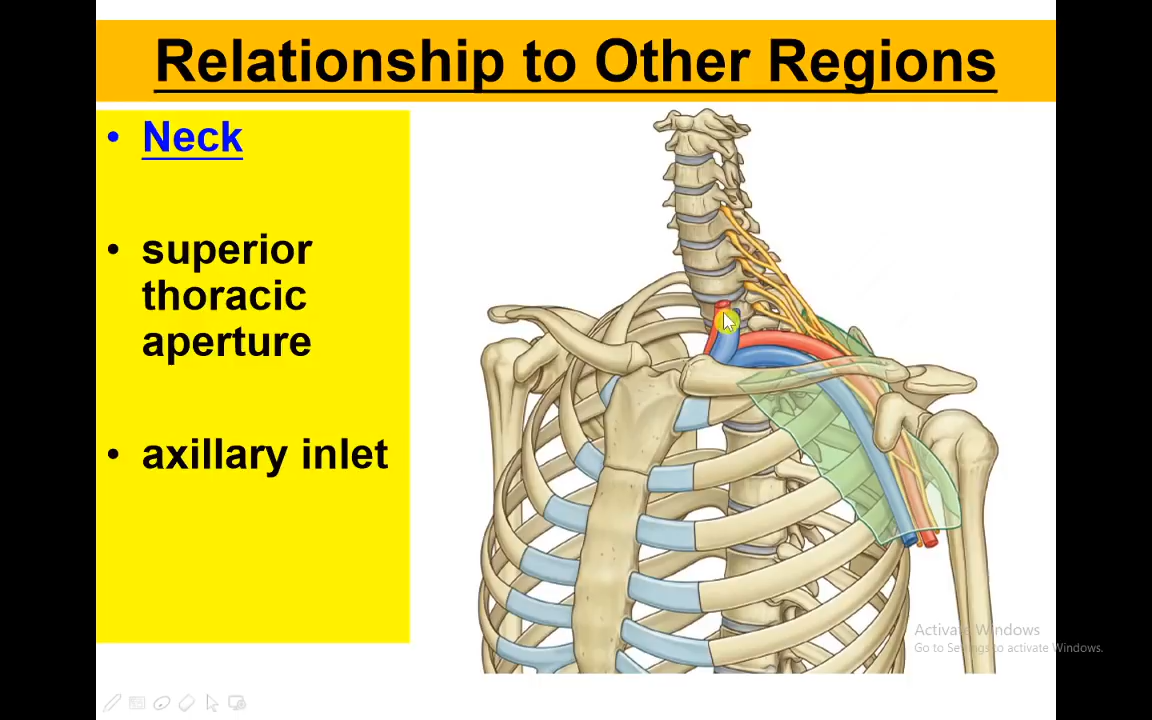 Relationship to Other Regions
• Neck
• superior
thoracic
aperture
• axillary inlet
Activate Windows
Go to Settings to activate Windows.